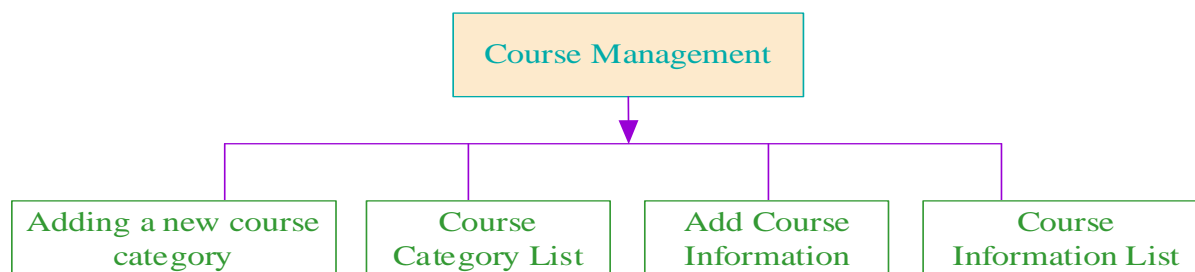 Course Management
Adding a new course
category
Course
Category List
Add Course
Information
Course
Information List